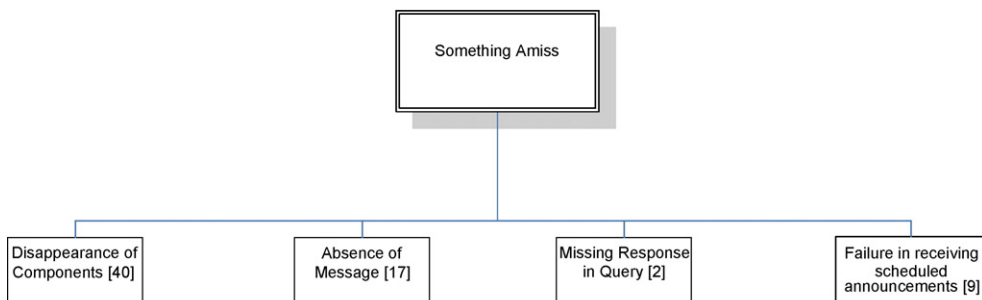 Something Amiss
Disappearance of
Components [40]
Absence of
Message [17]
Missing Response
in Query [2]
Failure in receiving
scheduled
announcements [9]